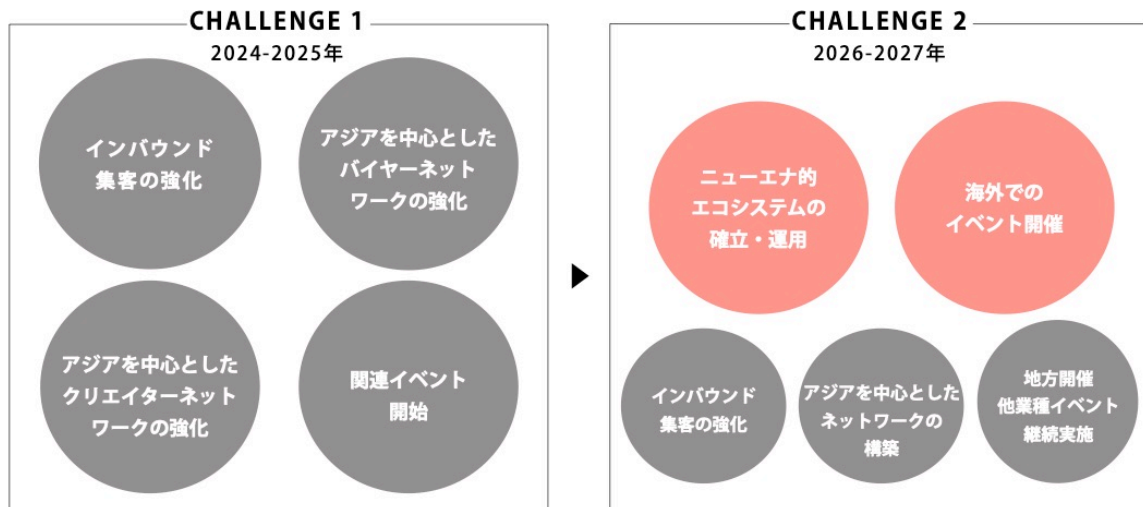 CHALLENGE 1
2024-2025年
インバウンド
集客の強化
アジアを中心とした
バイヤーネット
ワークの強化
アジアを中心とした
クリエイターネット
ワークの強化
関連イベント
開始
CHALLENGE 2
2026-2027年
ニューエナ的
エコシステムの
確立・運用
海外での
イベント開催
インバウンド
集客の強化
アジアを中心とした
ネットワークの
構築
地方開催
他業種イベント
継続実施